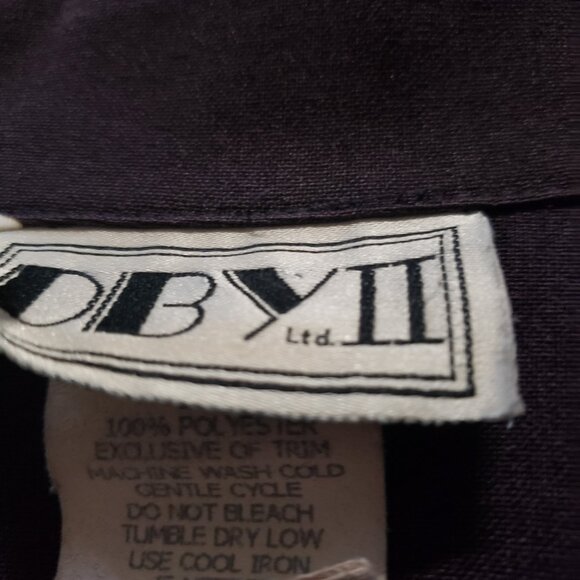 DBY II
Ltd.
100% POLYESTER
EXCLUSIVE OF TRIM
MACHINE WASH COLD
GENTLE CYCLE
DO NOT BLEACH
TUMBLE DRY LOW
USE COOL IRON